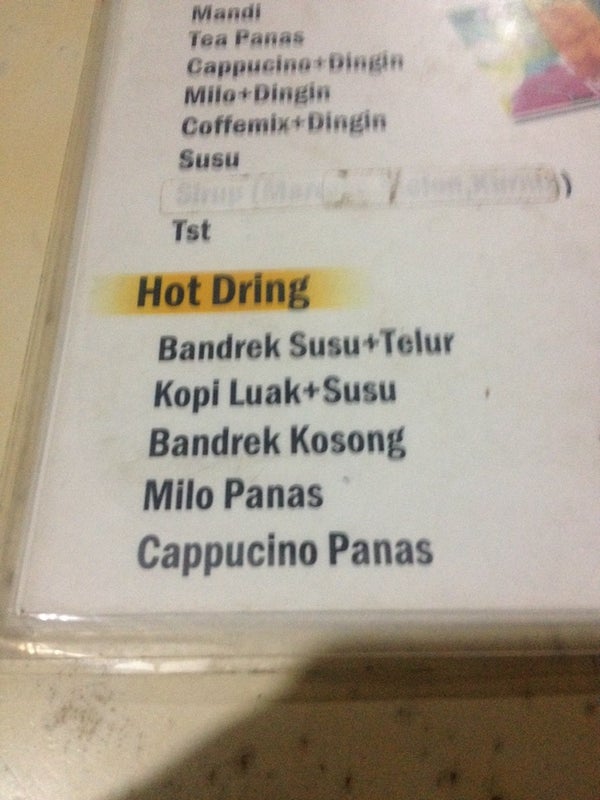 Mandi
Tea Panas
Cappucino+Dingin
Milo+Dingin
Coffemix+Dingin
Susu
Sirup
Tst
Hot Dring
Bandrek Susu+Telur
Kopi Luak+Susu
Bandrek Kosong
Milo Panas
Cappucino Panas